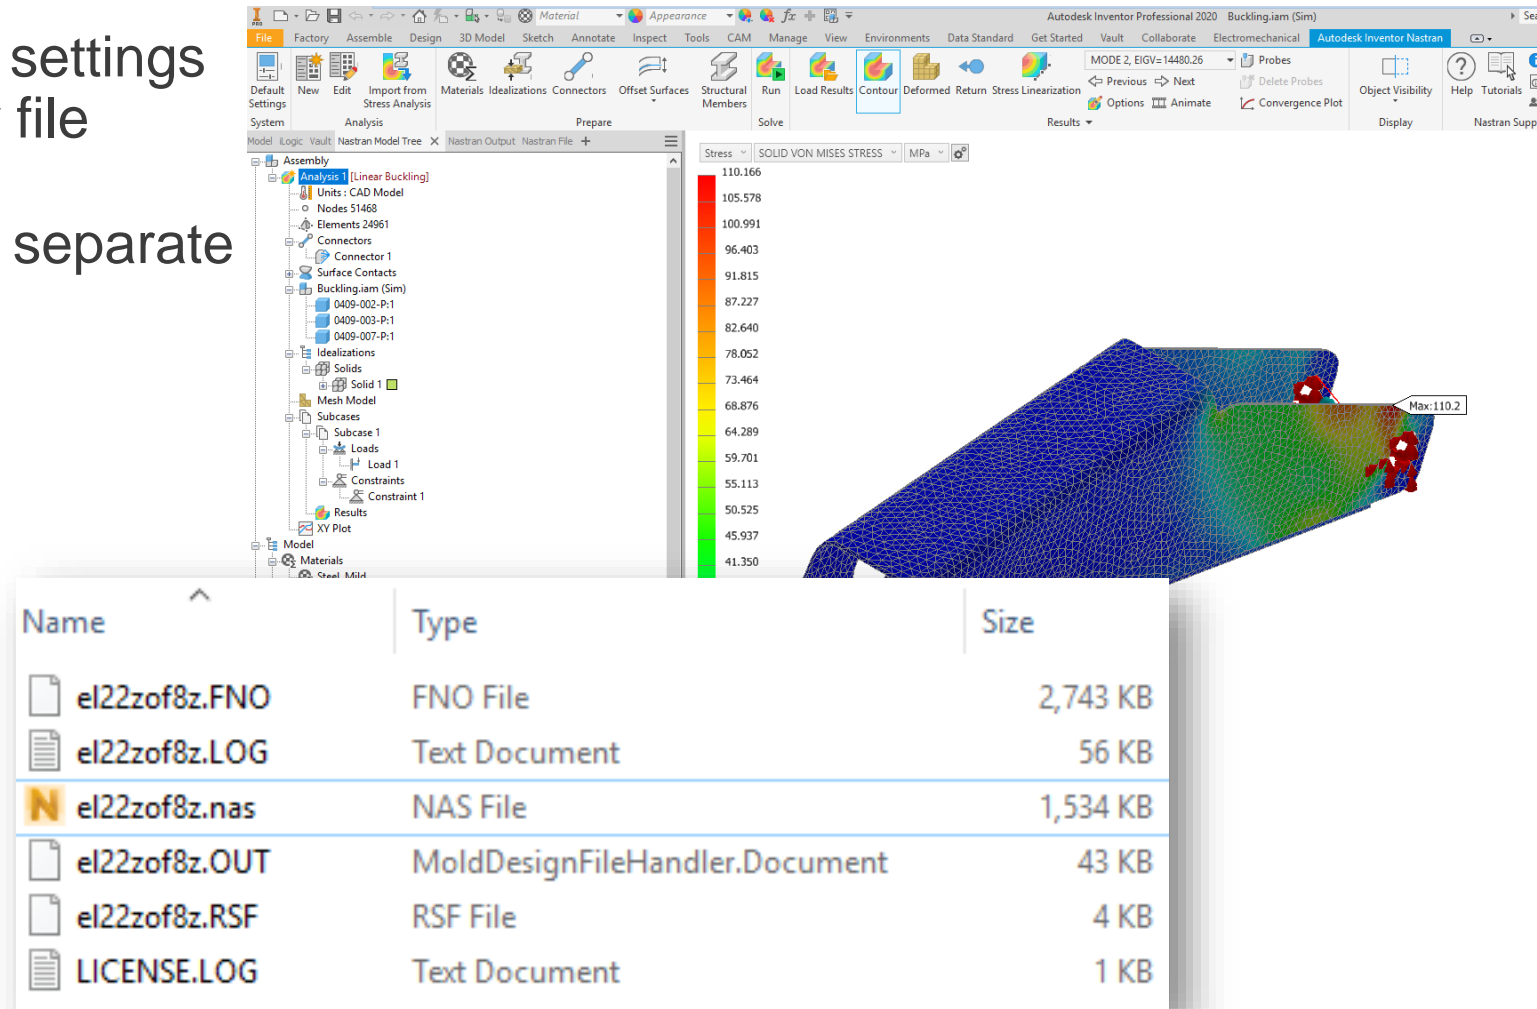 settings
file
separate
Material Appearance fx Autodesk Inventor Professional 2020 Buckling.iam (Sim) Sea
File Factory Assemble Design 3D Model Sketch Annotate Inspect Tools CAM Manage View Environments Data Standard Get Started Vault Collaborate Electromechanical Autodesk Inventor Nastran
MODE 2, EIGV=14480.26 Probes
Previous Next Delete Probes
Options Animate Convergence Plot
Default Settings New Edit Import from Stress Analysis Materials Idealizations Connectors Offset Surfaces Structural Members Run Load Results Contour Deformed Return Stress Linearization Object Visibility Help Tutorials
System Analysis Prepare Solve Results Display Nastran Supp
Model iLogic Vault Nastran Model Tree X Nastran Output Nastran File +
Assembly
Analysis 1 [Linear Buckling]
Units : CAD Model
Nodes 51468
Elements 24961
Connectors
Connector 1
Surface Contacts
Buckling.iam (Sim)
0409-002-P:1
0409-003-P:1
0409-007-P:1
Idealizations
Solids
Solid 1
Mesh Model
Subcases
Subcase 1
Loads
Load 1
Constraints
Constraint 1
Results
XY Plot
Model
Materials
Steel, Mild
Stress SOLID VON MISES STRESS MPa
110.166
105.578
100.991
96.403
91.815
87.227
82.640
78.052
73.464
68.876
64.289
59.701
55.113
50.525
45.937
41.350
Max:110.2
Name Type Size
el22zof8z.FNO FNO File 2,743 KB
el22zof8z.LOG Text Document 56 KB
el22zof8z.nas NAS File 1,534 KB
el22zof8z.OUT MoldDesignFileHandler.Document 43 KB
el22zof8z.RSF RSF File 4 KB
LICENSE.LOG Text Document 1 KB